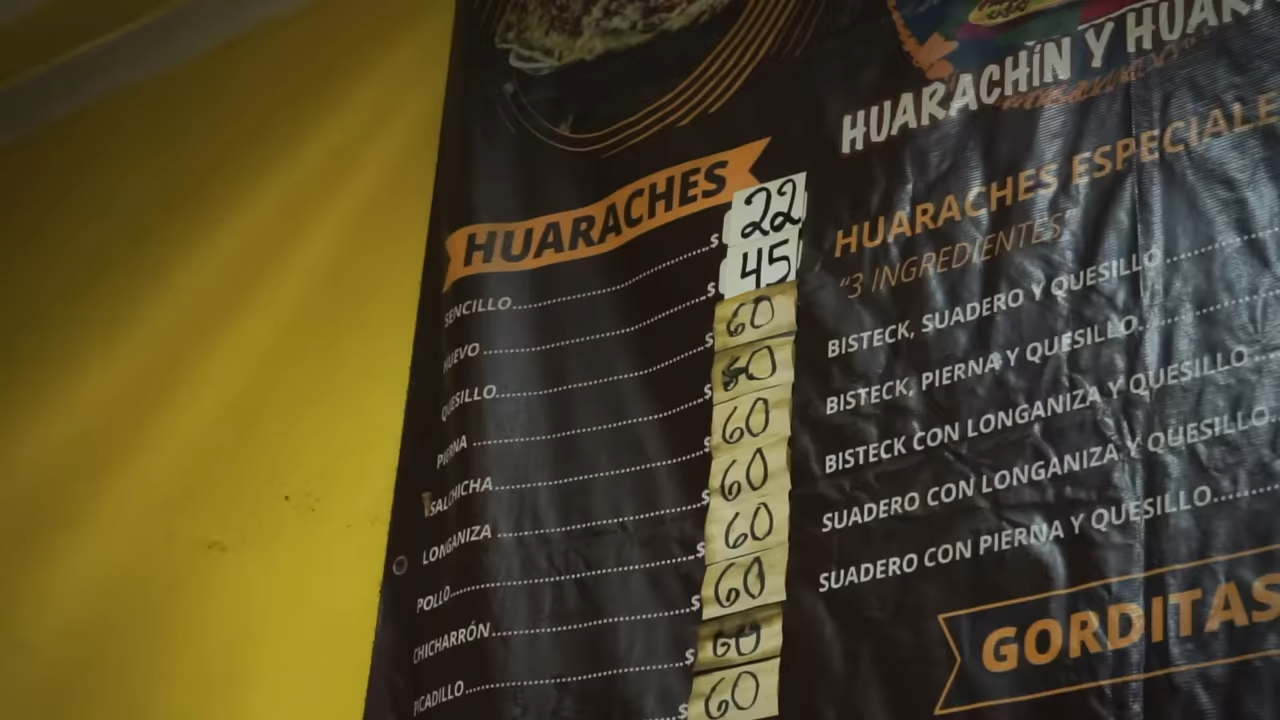 HUARACHES
SENCILLO $ 22
HUEVO $ 45
QUESILLO $ 60
PIERNA $ 60
SALCHICHA $ 60
LONGANIZA $ 60
POLLO $ 60
CHICHARRÓN $ 60
PICADILLO $ 60
$ 60
HUARACHÍN Y
HUARACHES ESPECIALE
"3 INGREDIENTES"
BISTECK, SUADERO Y QUESILLO
BISTECK, PIERNA Y QUESILLO
BISTECK CON LONGANIZA Y QUESILLO
SUADERO CON LONGANIZA Y QUESILLO
SUADERO CON PIERNA Y QUESILLO
GORDITAS